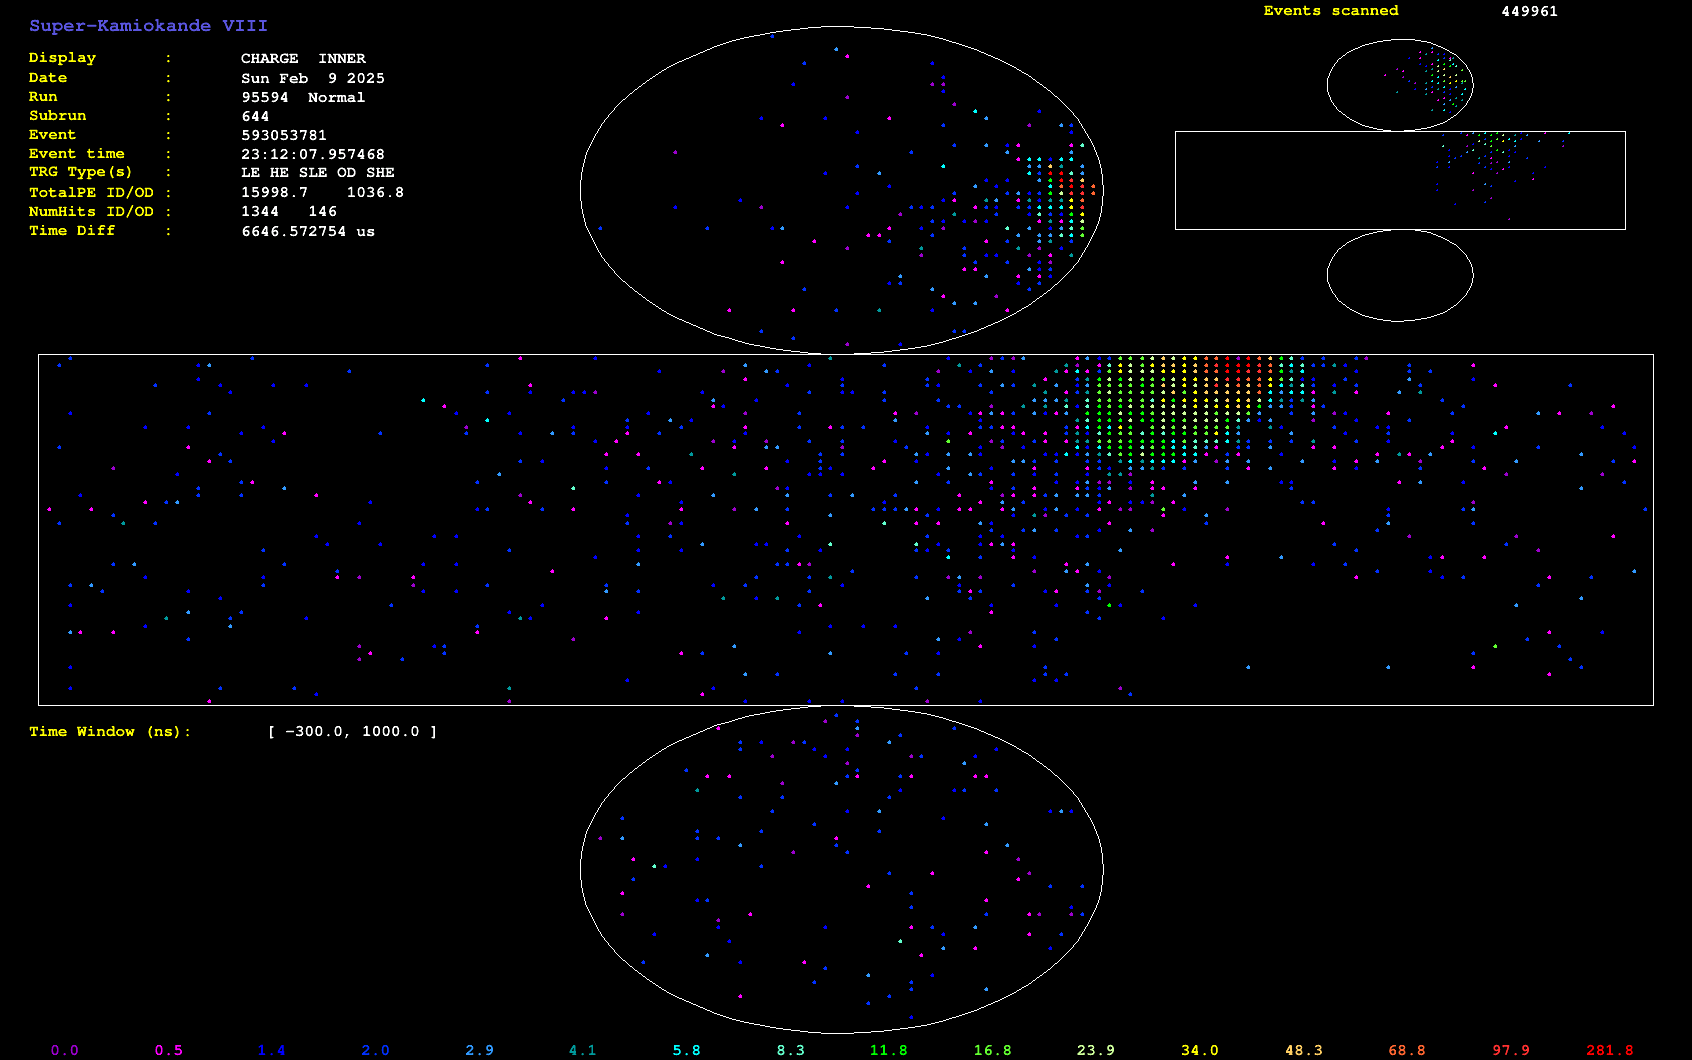 Super-Kamiokande VIII
Display : CHARGE INNER
Date : Sun Feb 9 2025
Run : 95594 Normal
Subrun : 644
Event : 593053781
Event time : 23:12:07.957468
TRG Type(s) : LE HE SLE OD SHE
TotalPE ID/OD : 15998.7 1036.8
NumHits ID/OD : 1344 146
Time Diff : 6646.572754 us
Events scanned 449961
Time Window (ns): [ -300.0, 1000.0 ]
0.0 0.5 1.4 2.0 2.9 4.1 5.8 8.3 11.8 16.8 23.9 34.0 48.3 68.8 97.9 281.8